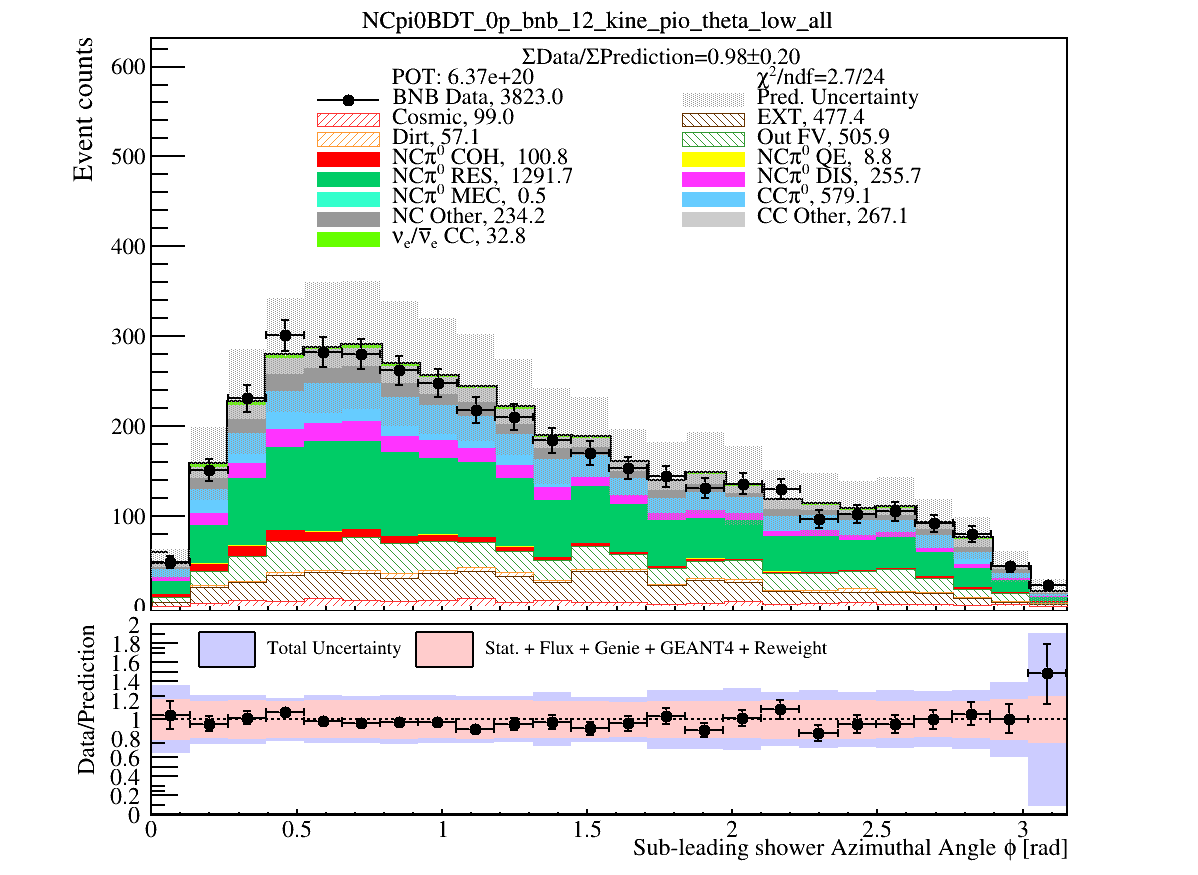 NCpi0BDT_0p_bnb_12_kine_pio_theta_low_all
ΣData/ΣPrediction=0.98±0.20
POT: 6.37e+20
χ²/ndf=2.7/24
BNB Data, 3823.0
Pred. Uncertainty
Cosmic, 99.0
EXT, 477.4
Dirt, 57.1
Out FV, 505.9
NCπ⁰ COH, 100.8
NCπ⁰ QE, 8.8
NCπ⁰ RES, 1291.7
NCπ⁰ DIS, 255.7
NCπ⁰ MEC, 0.5
CCπ⁰, 579.1
NC Other, 234.2
CC Other, 267.1
νₑ/ν̅ₑ CC, 32.8
Event counts
600
500
400
300
200
100
0
Total Uncertainty
Stat. + Flux + Genie + GEANT4 + Reweight
Data/Prediction
2
1.8
1.6
1.4
1.2
1
0.8
0.6
0.4
0.2
0
0 0.5 1 1.5 2 2.5 3
Sub-leading shower Azimuthal Angle ϕ [rad]